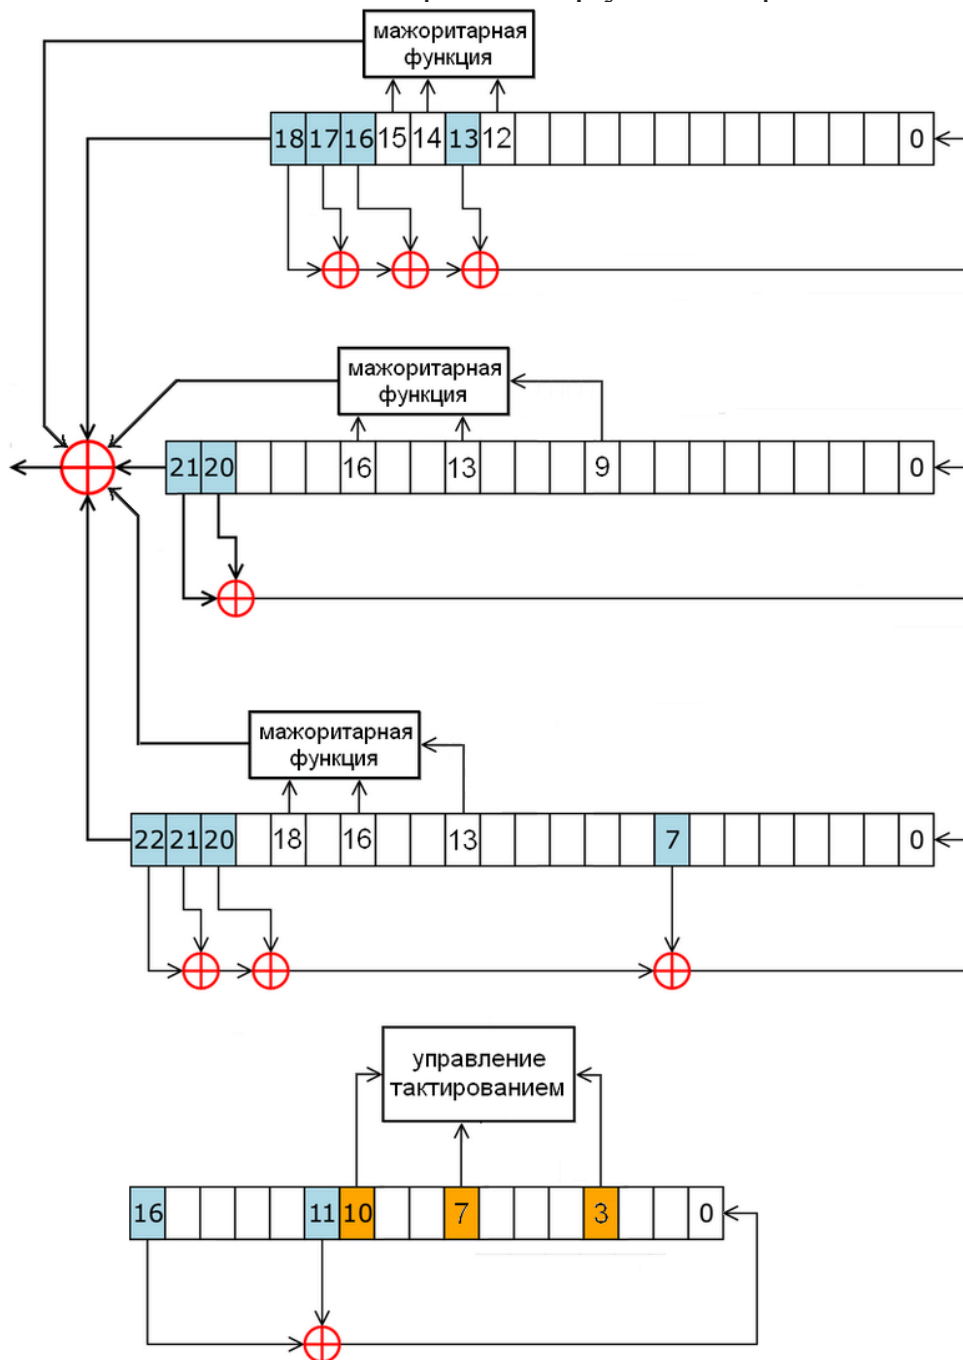 мажоритарная
функция
18 17 16 15 14 13 12 0
мажоритарная
функция
21 20 16 13 9 0
мажоритарная
функция
22 21 20 18 16 13 7 0
управление
тактированием
16 11 10 7 3 0